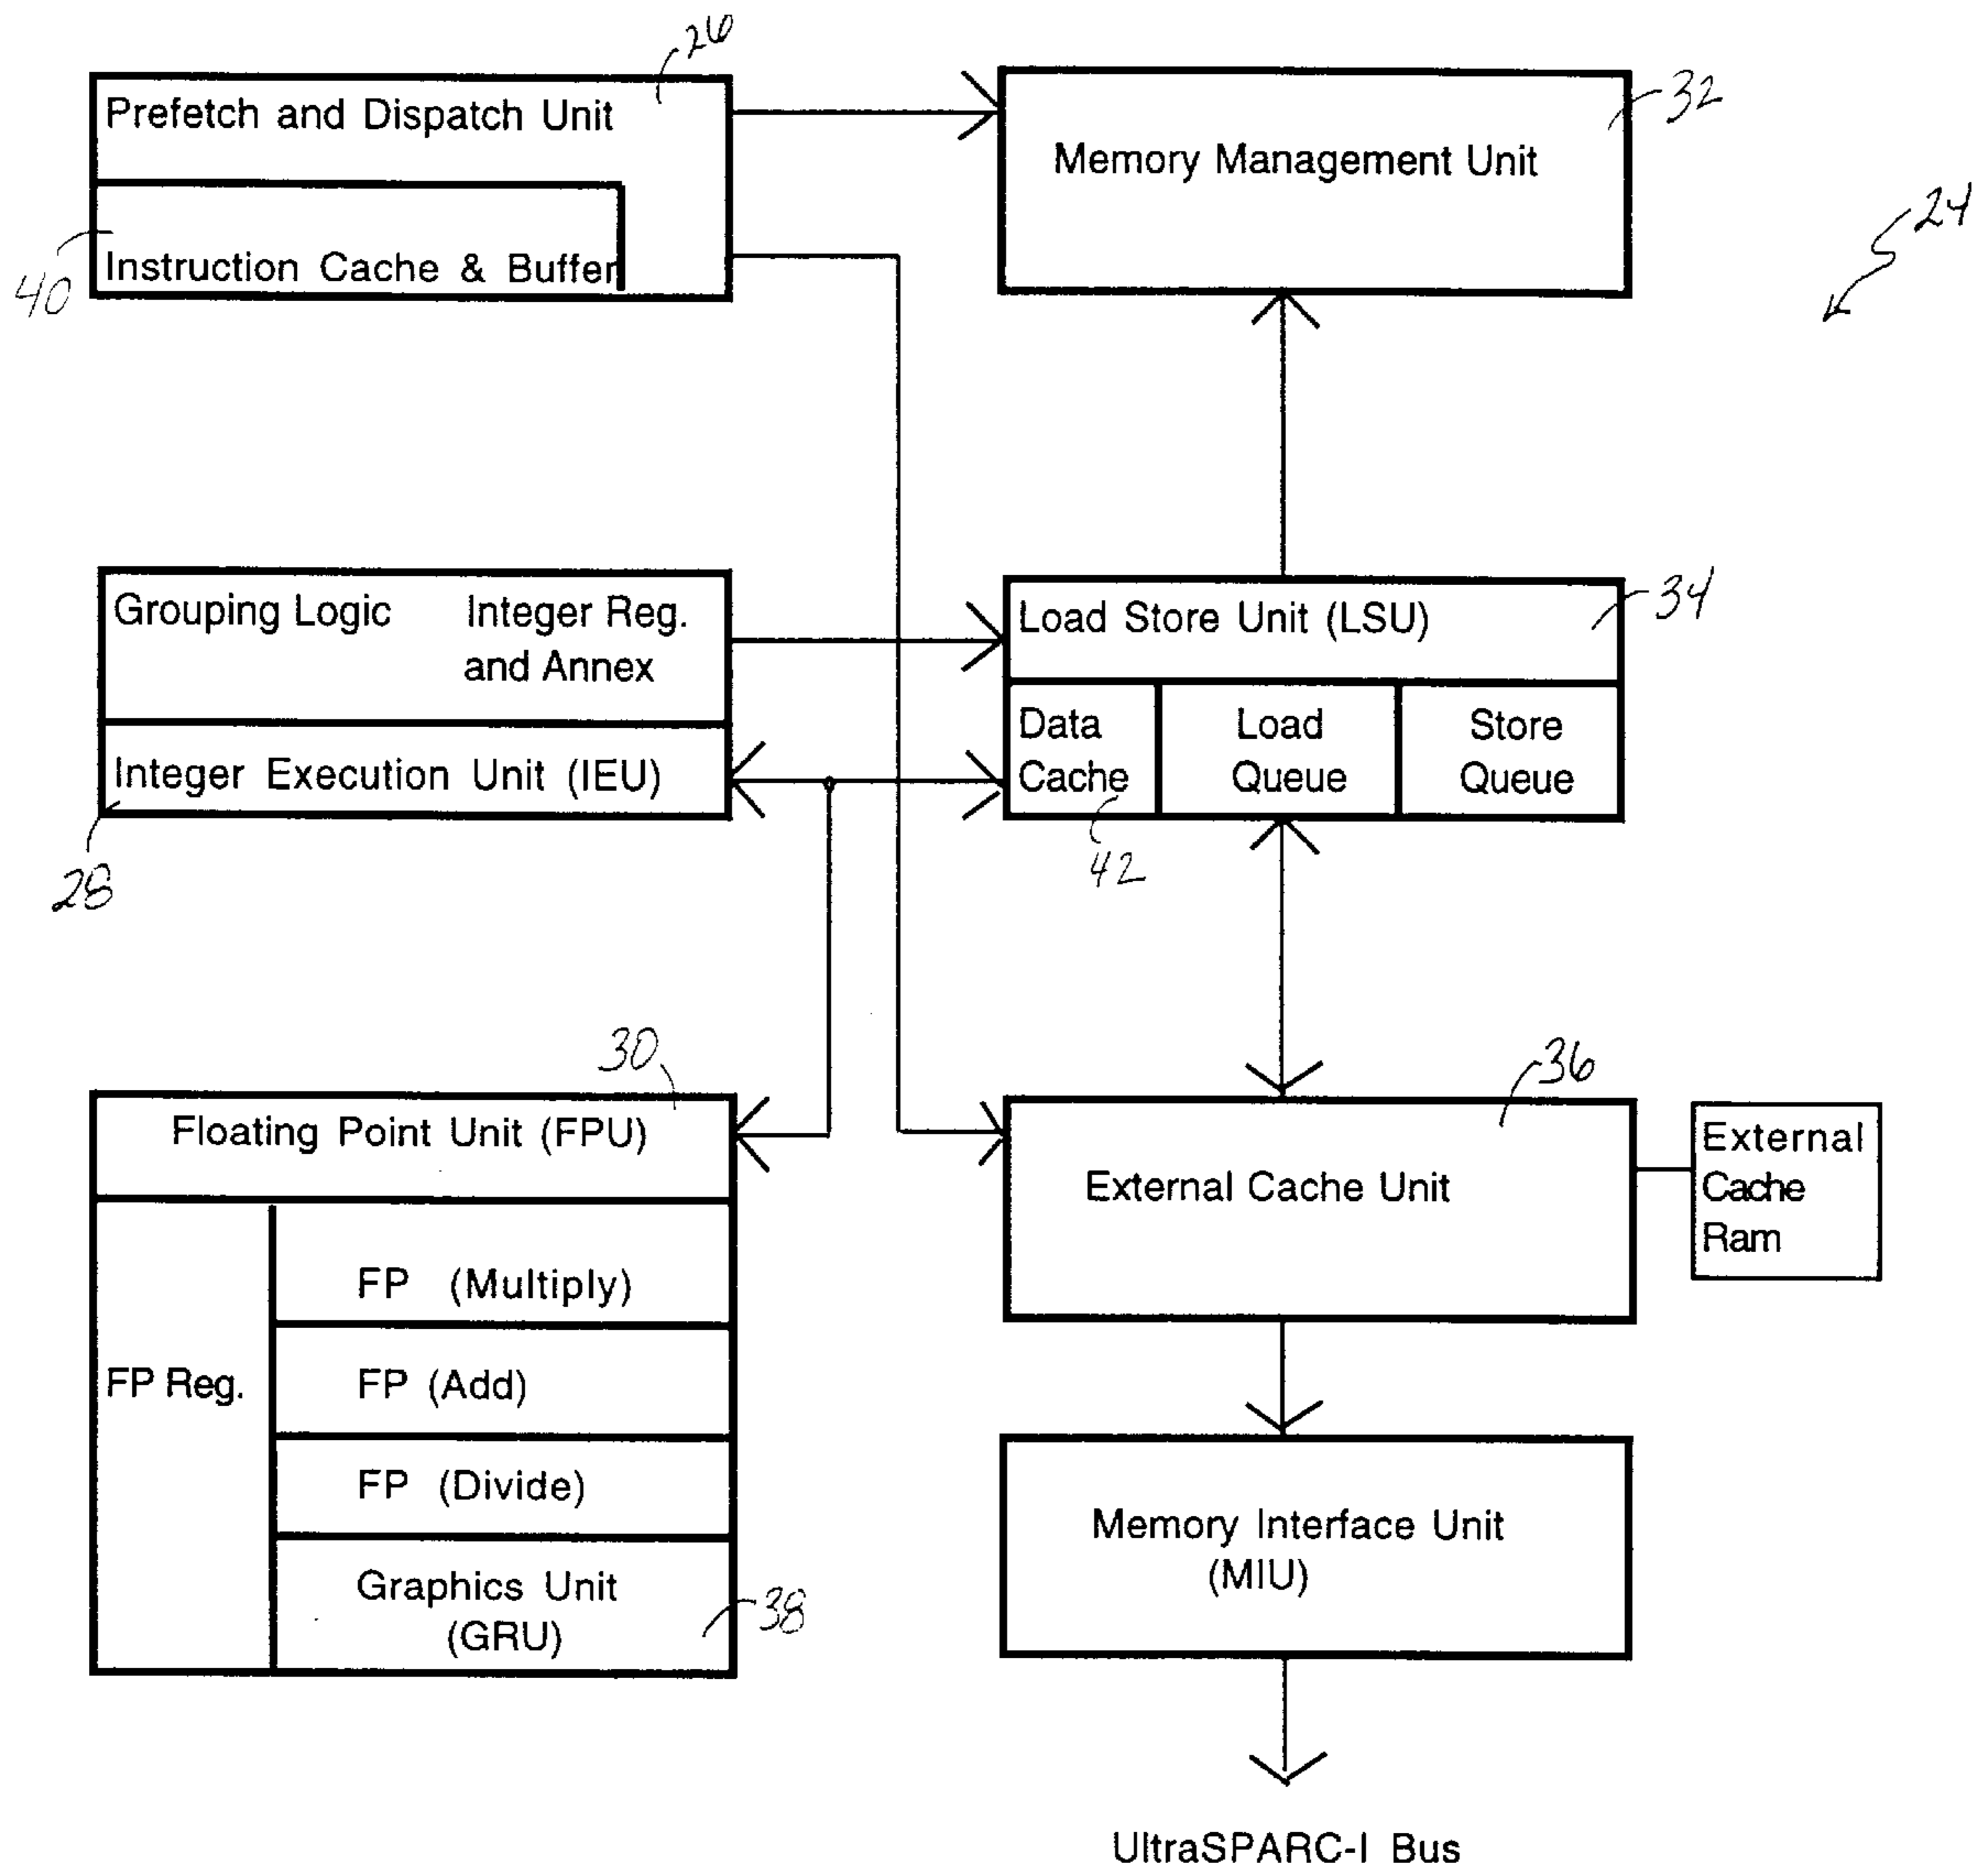 26
Prefetch and Dispatch Unit
40
Instruction Cache & Buffer
32
Memory Management Unit
24
Grouping Logic
Integer Reg.
and Annex
Integer Execution Unit (IEU)
28
34
Load Store Unit (LSU)
Data
Cache
Load
Queue
Store
Queue
42
30
Floating Point Unit (FPU)
FP Reg.
FP (Multiply)
FP (Add)
FP (Divide)
Graphics Unit
(GRU)
38
36
External Cache Unit
External
Cache
Ram
Memory Interface Unit
(MIU)
UltraSPARC-I Bus